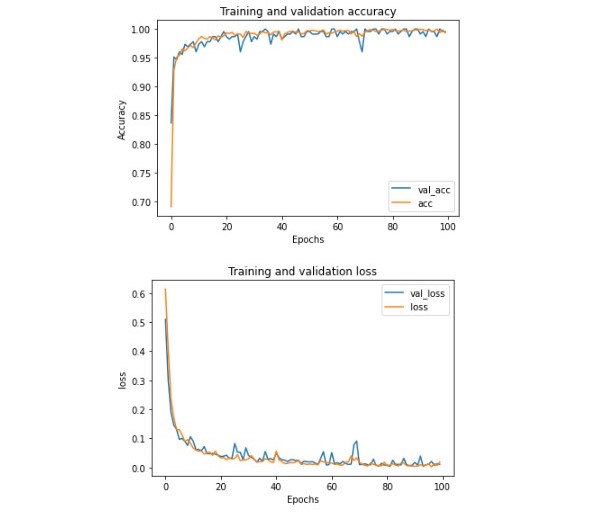 Training and validation accuracy
1.00
0.95
0.90
0.85
0.80
0.75
0.70
Accuracy
val_acc
acc
0 20 40 60 80 100
Epochs
Training and validation loss
0.6
0.5
0.4
0.3
0.2
0.1
0.0
loss
val_loss
loss
0 20 40 60 80 100
Epochs